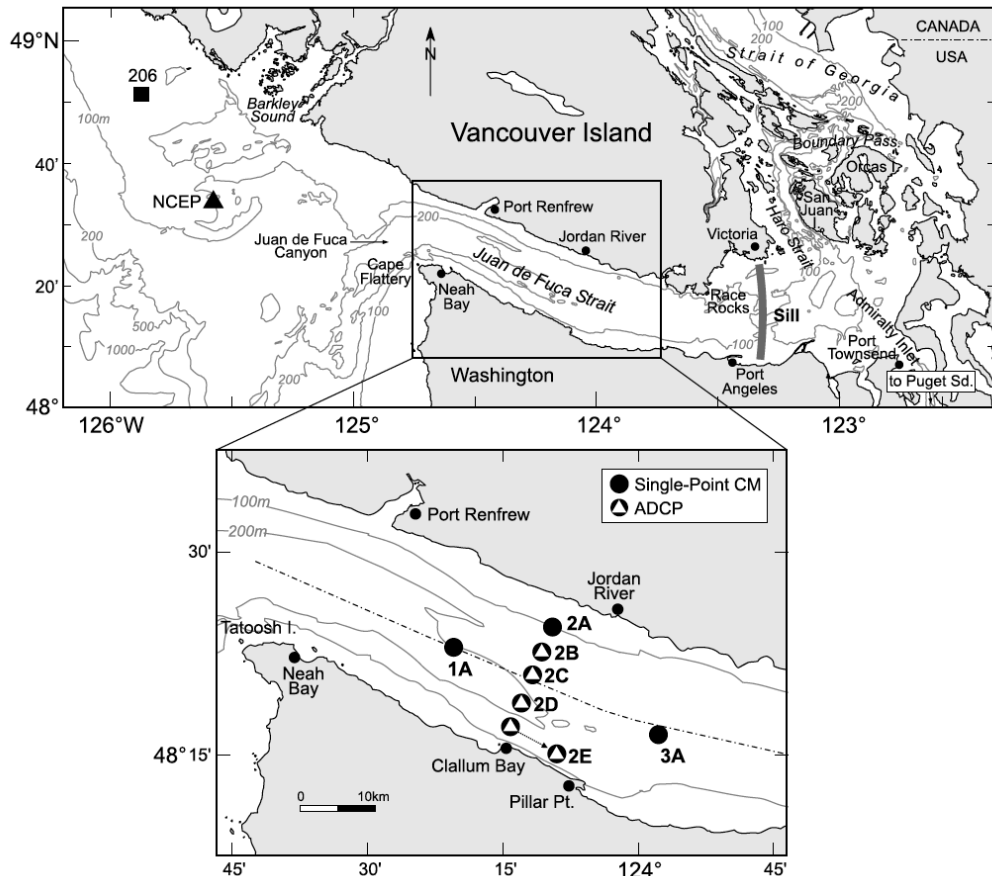 49°N
40'
20'
48°
126°W
125°
124°
123°
206
100m
Barkley
Sound
NCEP
200
Juan de Fuca
Canyon
Cape
Flattery
Neah
Bay
500
1000
200
100
N
Vancouver Island
200
Port Renfrew
Jordan River
Juan de Fuca Strait
Washington
100
200
CANADA
USA
Strait of Georgia
200
Boundary Pass.
Orcas I.
San
Juan
I.
Haro Strait
Victoria
100
Race
Rocks
Sill
100
Port
Angeles
Admiralty Inlet
Port
Townsend
to Puget Sd.
Single-Point CM
ADCP
100m
200m
Port Renfrew
30'
Jordan
River
Tatoosh I.
Neah
Bay
1A
2A
2B
2C
2D
2E
3A
48° 15'
Clallum Bay
Pillar Pt.
0 10km
45'
30'
15'
124°
45'